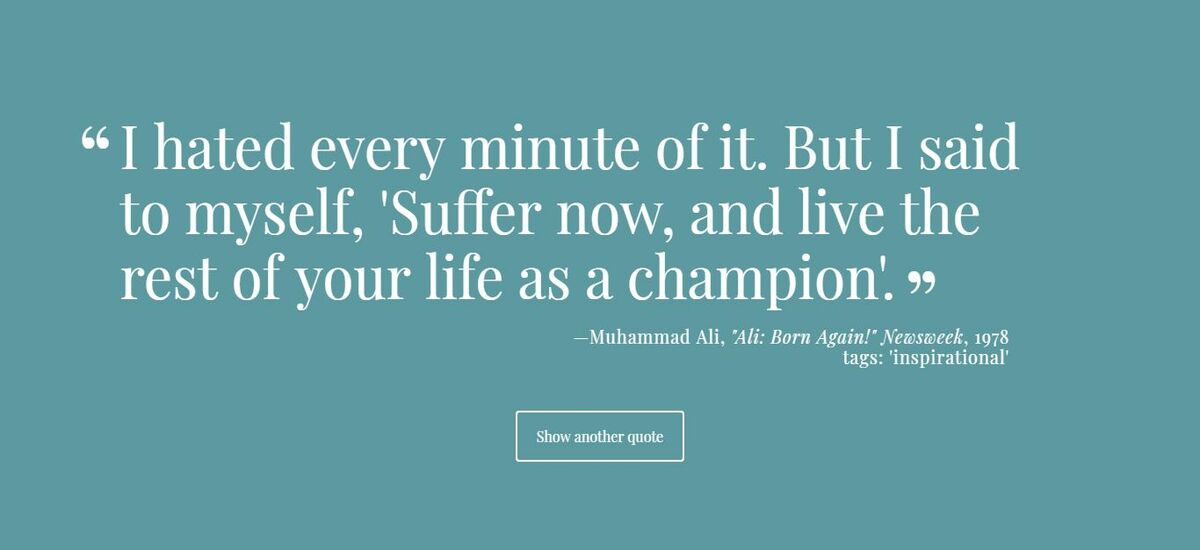 “I hated every minute of it. But I said
to myself, 'Suffer now, and live the
rest of your life as a champion'.”
—Muhammad Ali, "Ali: Born Again!" Newsweek, 1978
tags: 'inspirational'
Show another quote